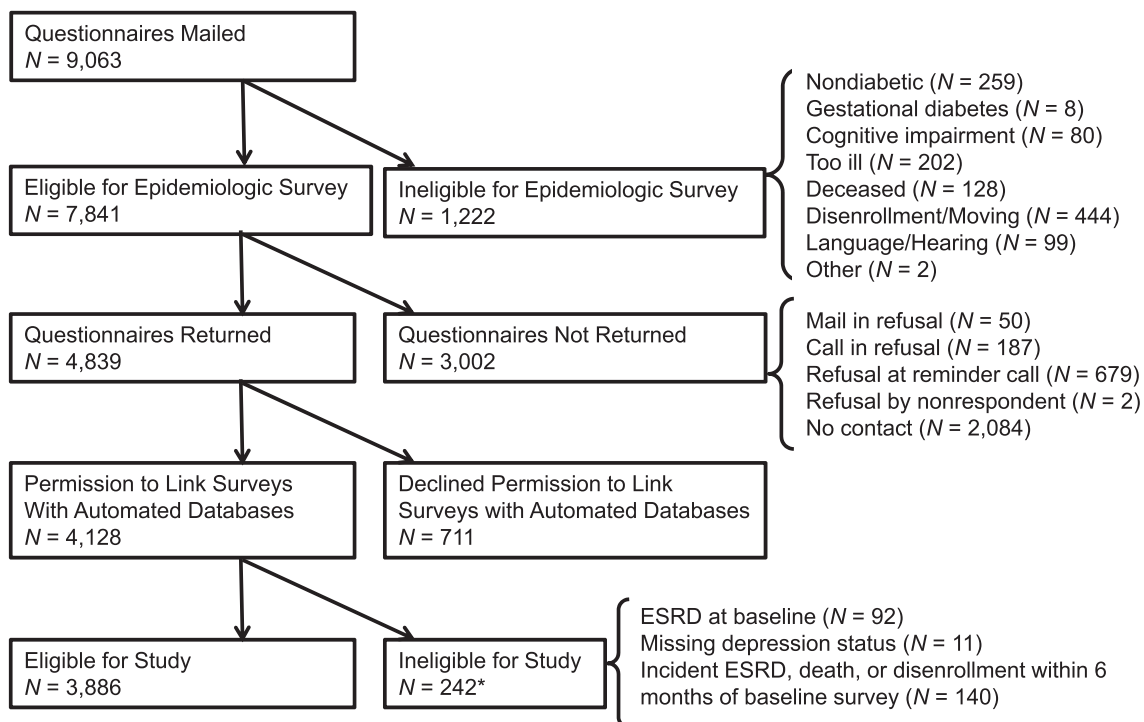 Questionnaires Mailed
N = 9,063
Nondiabetic (N = 259)
Gestational diabetes (N = 8)
Cognitive impairment (N = 80)
Too ill (N = 202)
Deceased (N = 128)
Disenrollment/Moving (N = 444)
Language/Hearing (N = 99)
Other (N = 2)
Eligible for Epidemiologic Survey
N = 7,841
Ineligible for Epidemiologic Survey
N = 1,222
Questionnaires Returned
N = 4,839
Questionnaires Not Returned
N = 3,002
Mail in refusal (N = 50)
Call in refusal (N = 187)
Refusal at reminder call (N = 679)
Refusal by nonrespondent (N = 2)
No contact (N = 2,084)
Permission to Link Surveys
With Automated Databases
N = 4,128
Declined Permission to Link
Surveys with Automated Databases
N = 711
Eligible for Study
N = 3,886
Ineligible for Study
N = 242*
ESRD at baseline (N = 92)
Missing depression status (N = 11)
Incident ESRD, death, or disenrollment within 6
months of baseline survey (N = 140)